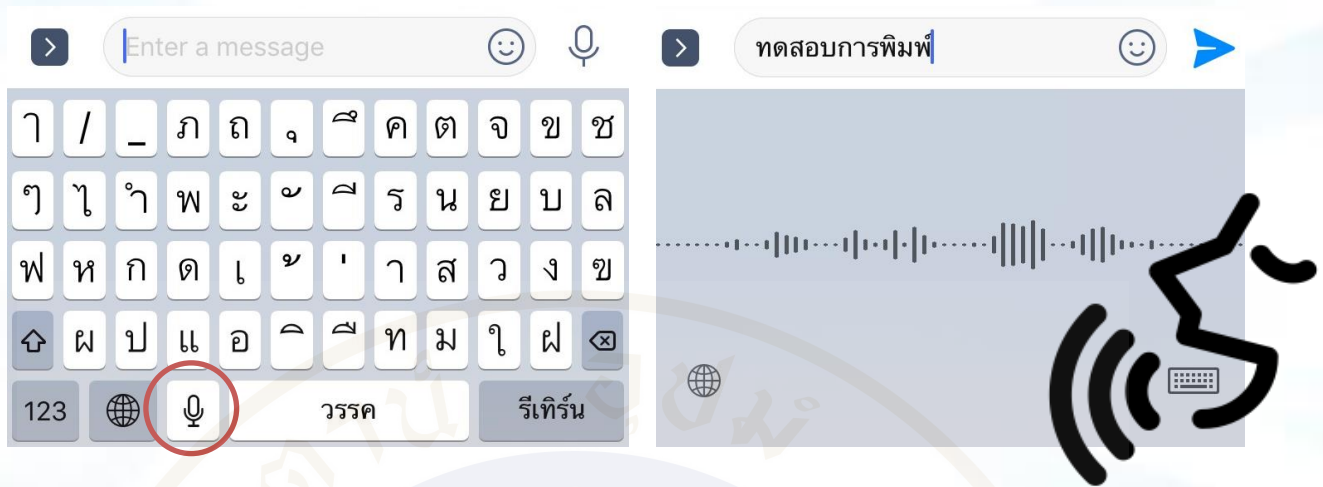 Enter a message
ๅ / _ ภ ถ ุ ึ ค ต จ ข ช
ๆ ไ ำ พ ะ ั ี ร น ย บ ล
ฟ ห ก ด เ ้ ่ า ส ว ง ฃ
ผ ป แ อ ิ ื ท ม ใ ฝ
123 วรรค รีเทิร์น
ทดสอบการพิมพ์